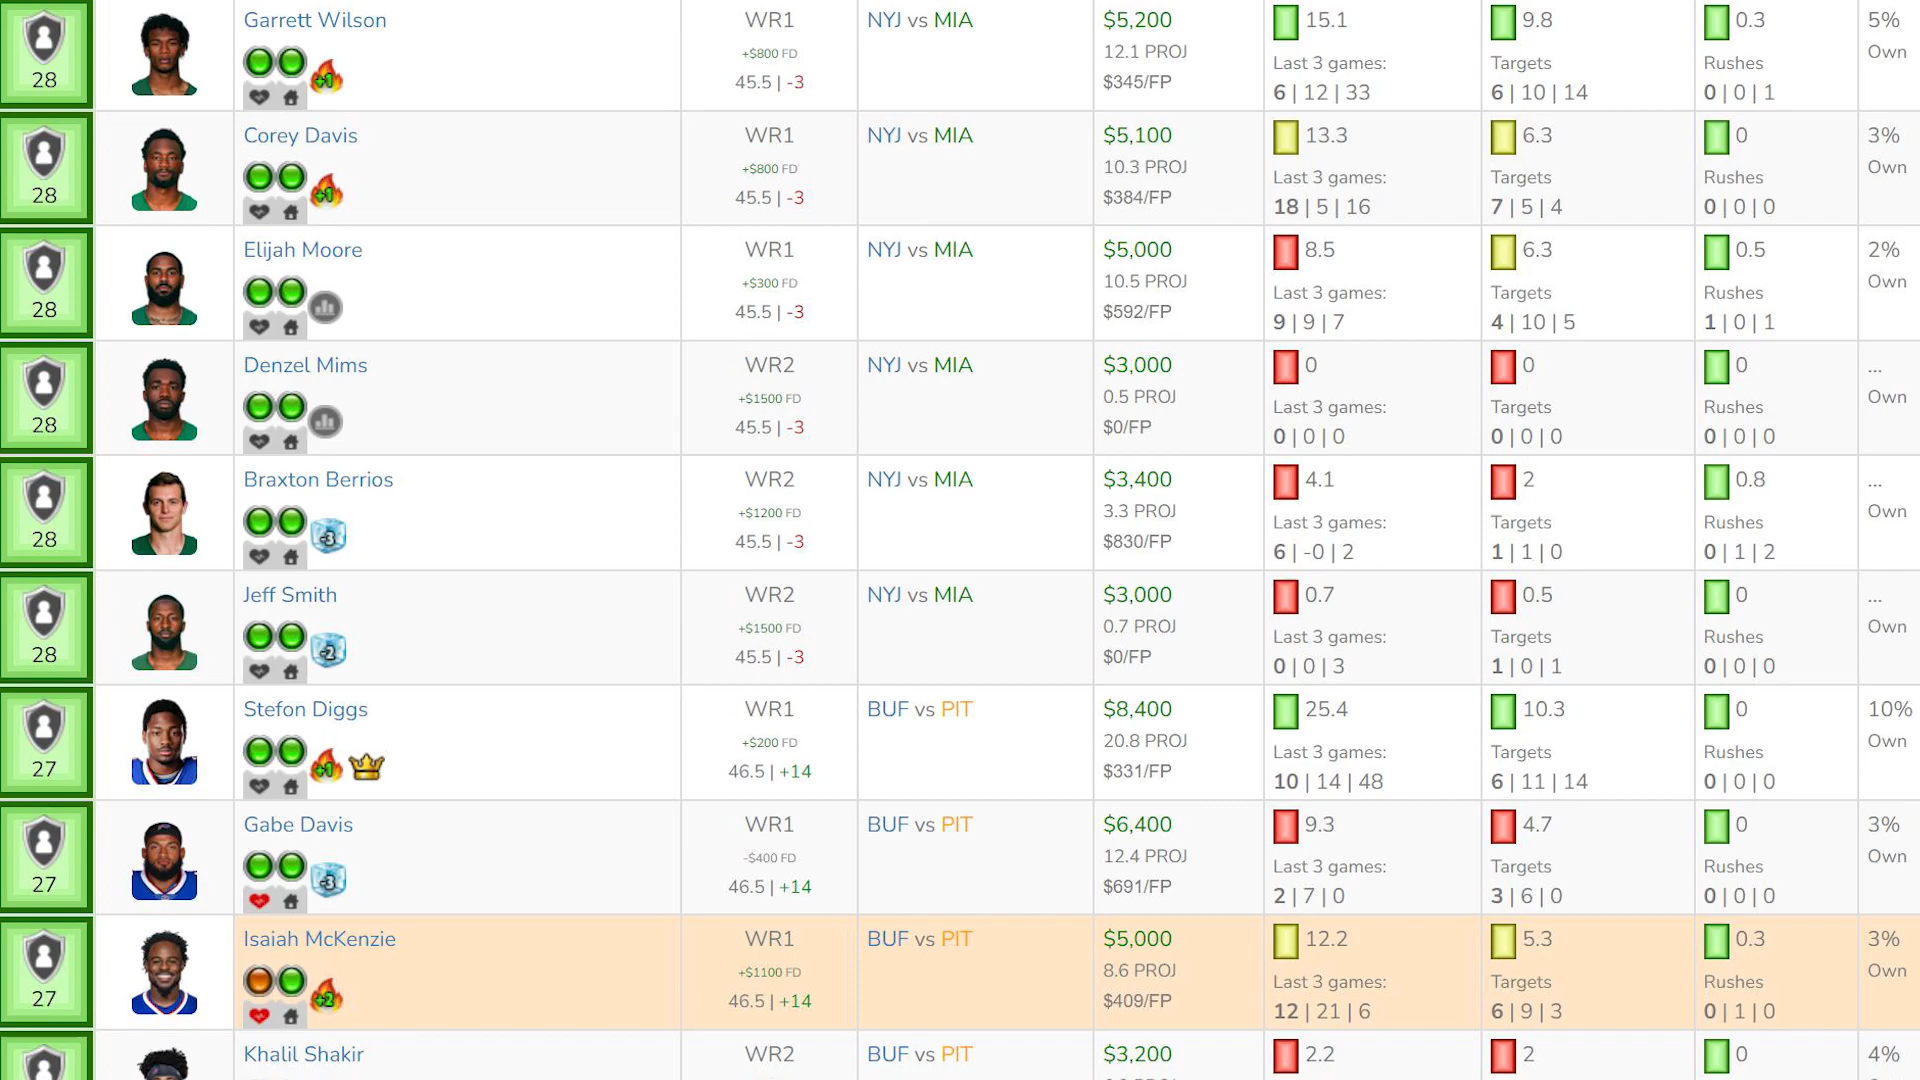 28
Garrett Wilson
+1
WR1
+$800 FD
45.5 | -3
NYJ vs MIA
$5,200
12.1 PROJ
$345/FP
15.1
Last 3 games:
6 | 12 | 33
9.8
Targets
6 | 10 | 14
0.3
Rushes
0 | 0 | 1
5%
Own
28
Corey Davis
+1
WR1
+$800 FD
45.5 | -3
NYJ vs MIA
$5,100
10.3 PROJ
$384/FP
13.3
Last 3 games:
18 | 5 | 16
6.3
Targets
7 | 5 | 4
0
Rushes
0 | 0 | 0
3%
Own
28
Elijah Moore
WR1
+$300 FD
45.5 | -3
NYJ vs MIA
$5,000
10.5 PROJ
$592/FP
8.5
Last 3 games:
9 | 9 | 7
6.3
Targets
4 | 10 | 5
0.5
Rushes
1 | 0 | 1
2%
Own
28
Denzel Mims
WR2
+$1500 FD
45.5 | -3
NYJ vs MIA
$3,000
0.5 PROJ
$0/FP
0
Last 3 games:
0 | 0 | 0
0
Targets
0 | 0 | 0
0
Rushes
0 | 0 | 0
...
Own
28
Braxton Berrios
-3
WR2
+$1200 FD
45.5 | -3
NYJ vs MIA
$3,400
3.3 PROJ
$830/FP
4.1
Last 3 games:
6 | -0 | 2
2
Targets
1 | 1 | 0
0.8
Rushes
0 | 1 | 2
...
Own
28
Jeff Smith
-2
WR2
+$1500 FD
45.5 | -3
NYJ vs MIA
$3,000
0.7 PROJ
$0/FP
0.7
Last 3 games:
0 | 0 | 3
0.5
Targets
1 | 0 | 1
0
Rushes
0 | 0 | 0
...
Own
27
Stefon Diggs
+1
WR1
+$200 FD
46.5 | +14
BUF vs PIT
$8,400
20.8 PROJ
$331/FP
25.4
Last 3 games:
10 | 14 | 48
10.3
Targets
6 | 11 | 14
0
Rushes
0 | 0 | 0
10%
Own
27
Gabe Davis
-3
WR1
-$400 FD
46.5 | +14
BUF vs PIT
$6,400
12.4 PROJ
$691/FP
9.3
Last 3 games:
2 | 7 | 0
4.7
Targets
3 | 6 | 0
0
Rushes
0 | 0 | 0
3%
Own
27
Isaiah McKenzie
+2
WR1
+$1100 FD
46.5 | +14
BUF vs PIT
$5,000
8.6 PROJ
$409/FP
12.2
Last 3 games:
12 | 21 | 6
5.3
Targets
6 | 9 | 3
0.3
Rushes
0 | 1 | 0
3%
Own
Khalil Shakir
WR2
BUF vs PIT
$3,200
2.2
2
0
4%